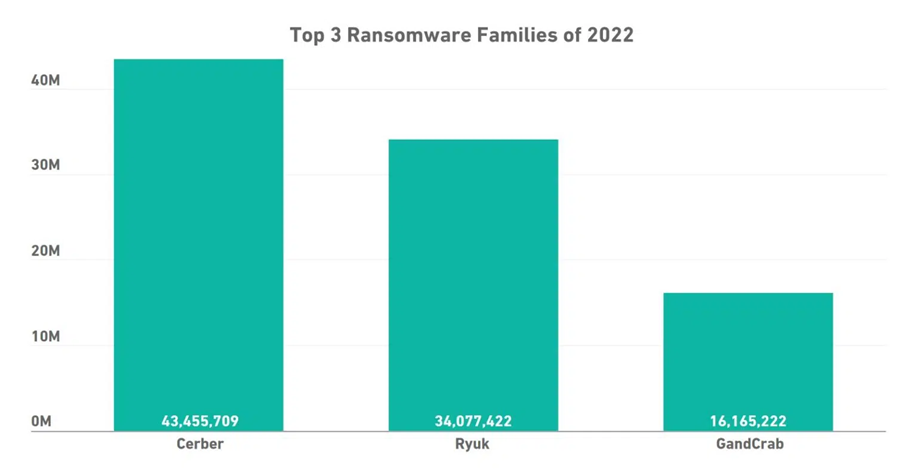 Top 3 Ransomware Families of 2022
40M
30M
20M
10M
0M
43,455,709
34,077,422
16,165,222
Cerber
Ryuk
GandCrab